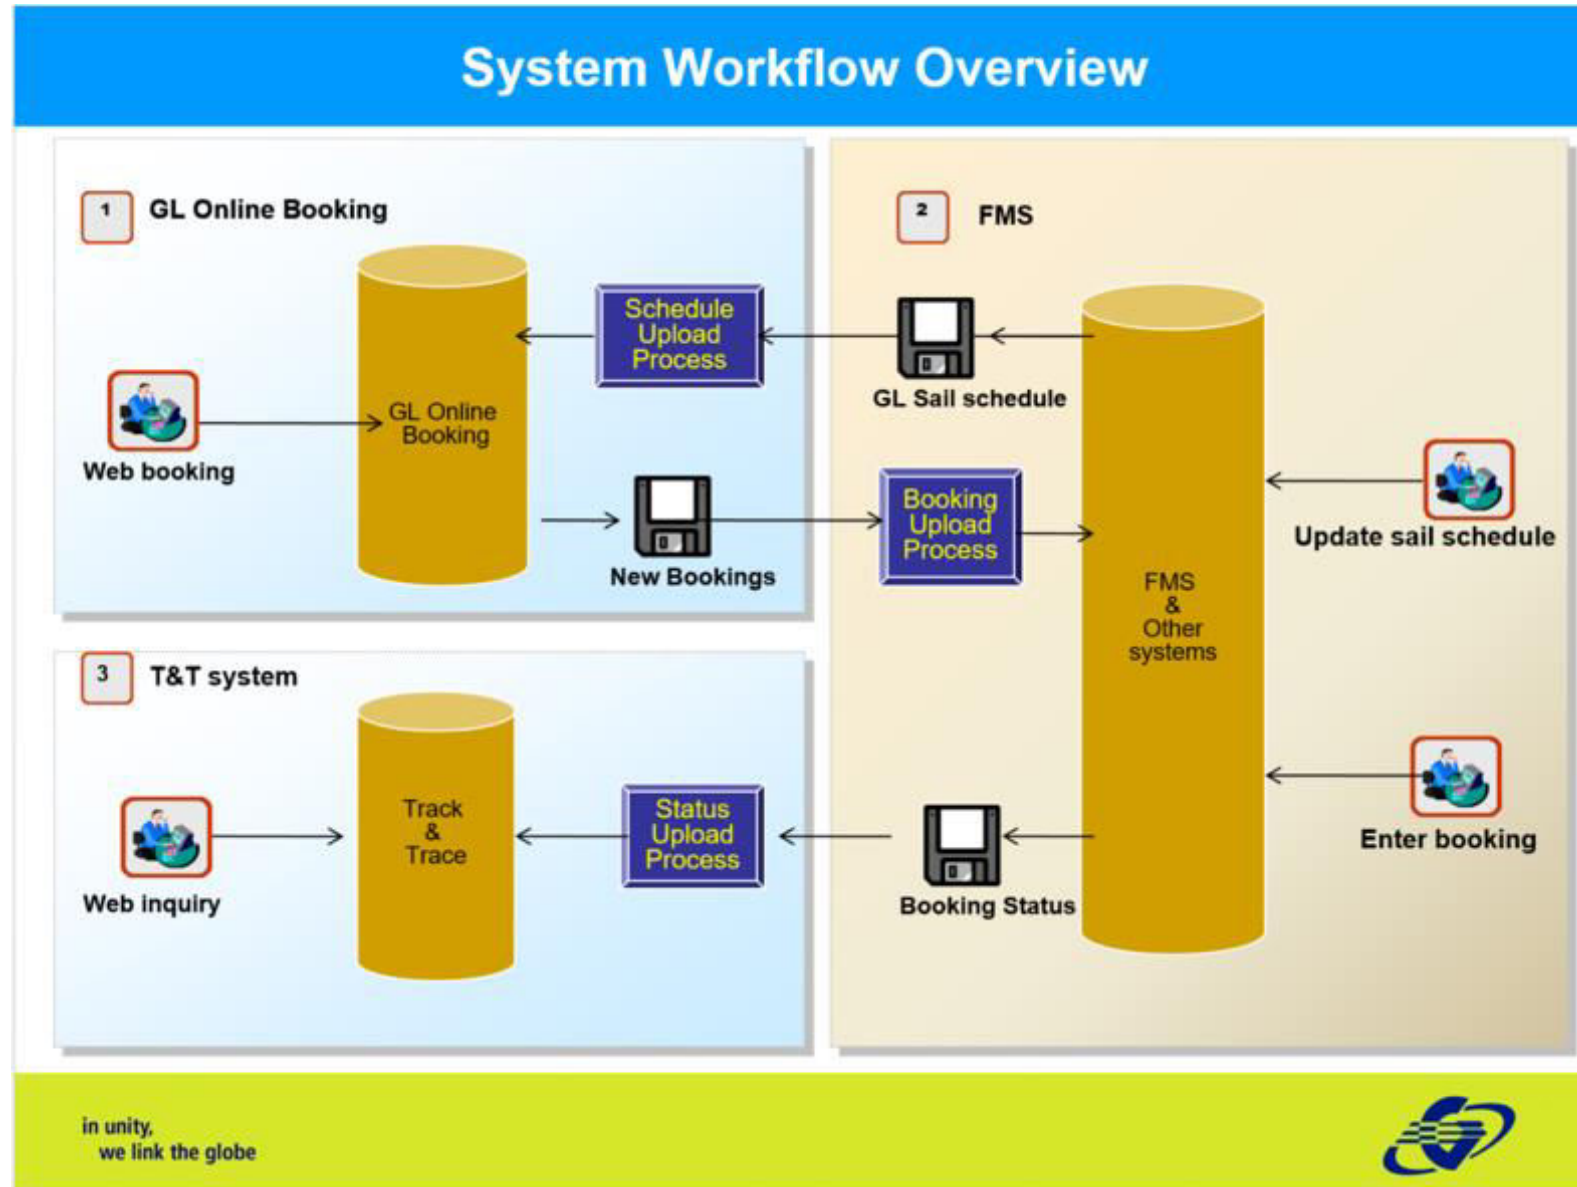 System Workflow Overview
1
GL Online Booking
Schedule
Upload
Process
GL Online
Booking
Web booking
New Bookings
2
FMS
GL Sail schedule
Booking
Upload
Process
Update sail schedule
FMS
&
Other
systems
Enter booking
Booking Status
3
T&T system
Track
&
Trace
Status
Upload
Process
Web inquiry
in unity,
we link the globe